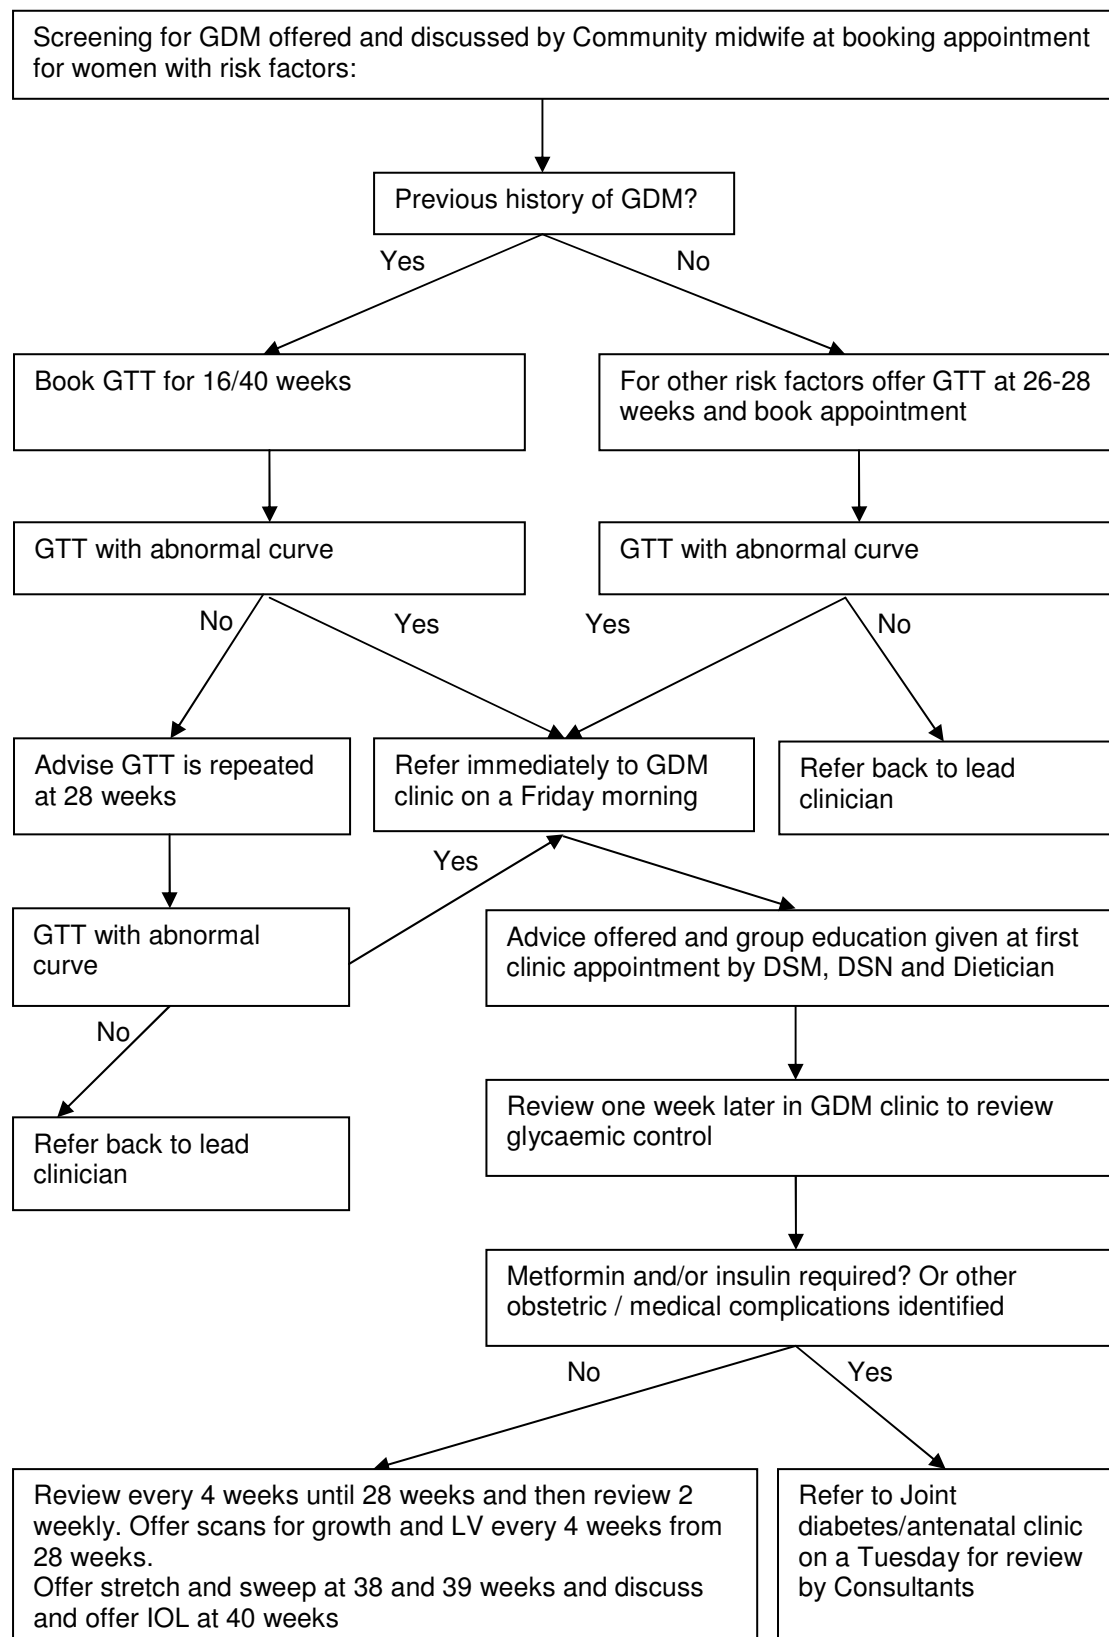 Screening for GDM offered and discussed by Community midwife at booking appointment
for women with risk factors:
Previous history of GDM?
Yes
No
Book GTT for 16/40 weeks
For other risk factors offer GTT at 26-28
weeks and book appointment
GTT with abnormal curve
GTT with abnormal curve
No
Yes
Yes
No
Advise GTT is repeated
at 28 weeks
Refer immediately to GDM
clinic on a Friday morning
Refer back to lead
clinician
Yes
GTT with abnormal
curve
Advice offered and group education given at first
clinic appointment by DSM, DSN and Dietician
No
Refer back to lead
clinician
Review one week later in GDM clinic to review
glycaemic control
Metformin and/or insulin required? Or other
obstetric / medical complications identified
No
Yes
Review every 4 weeks until 28 weeks and then review 2
weekly. Offer scans for growth and LV every 4 weeks from
28 weeks.
Offer stretch and sweep at 38 and 39 weeks and discuss
and offer IOL at 40 weeks
Refer to Joint
diabetes/antenatal clinic
on a Tuesday for review
by Consultants